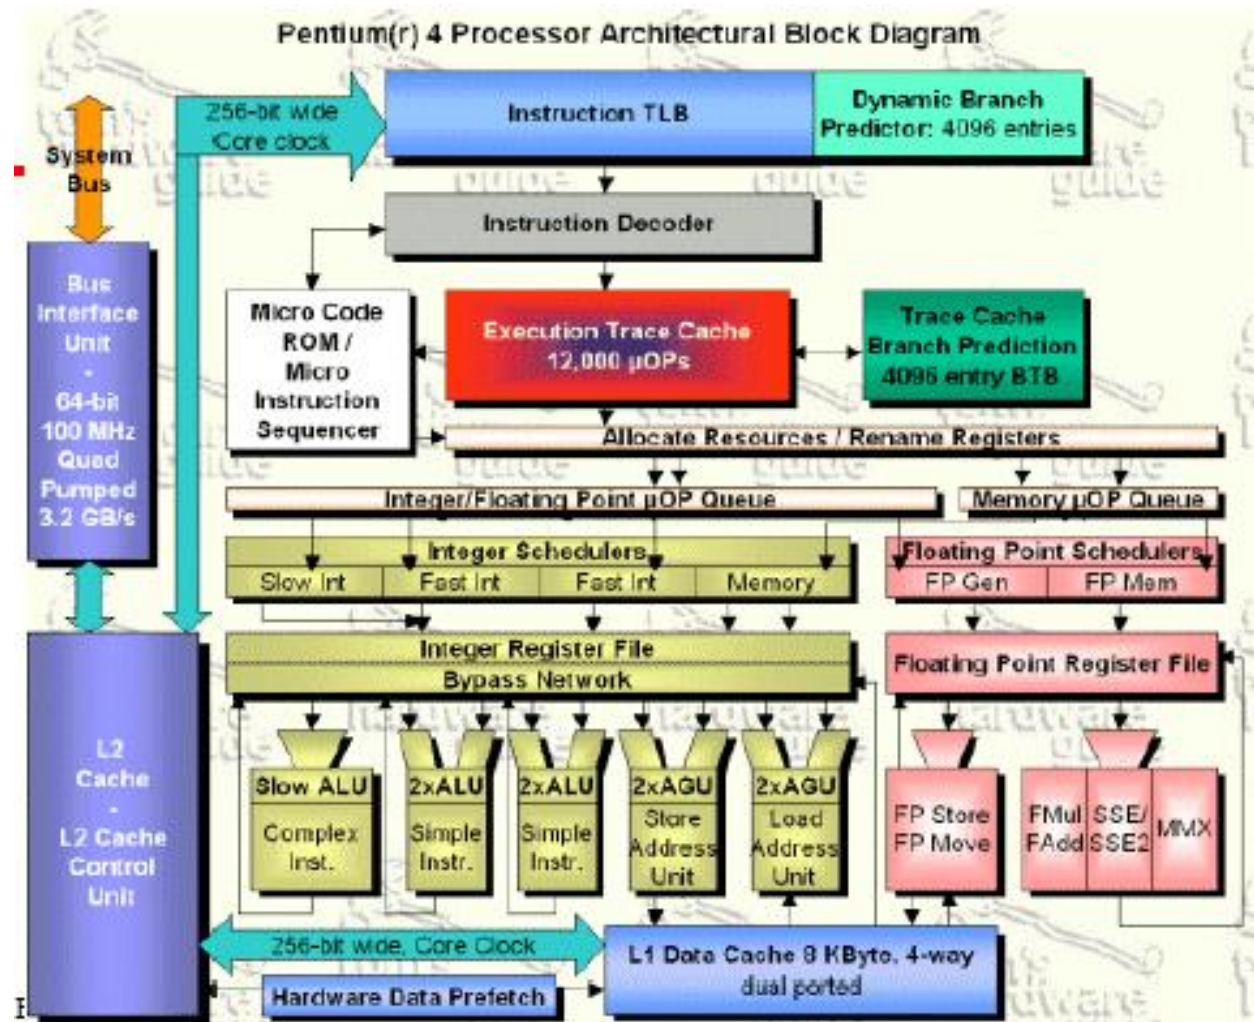 Pentium(r) 4 Processor Architectural Block Diagram
256-bit wide
Core clock
Instruction TLB
Dynamic Branch
Predictor: 4096 entries
System
Bus
Instruction Decoder
Bus
Interface
Unit
-
64-bit
100 MHz
Quad
Pumped
3.2 GB/s
Micro Code
ROM /
Micro
Instruction
Sequencer
Execution Trace Cache
12,000 µOPs
Trace Cache
Branch Prediction
4096 entry BTB
Allocate Resources / Rename Registers
Integer/Floating Point µOP Queue
Memory µOP Queue
Integer Schedulers
Slow Int
Fast Int
Fast Int
Memory
Floating Point Schedulers
FP Gen
FP Mem
Integer Register File
Bypass Network
Floating Point Register File
L2
Cache
-
L2 Cache
Control
Unit
Slow ALU
Complex
Inst.
2xALU
Simple
Instr.
2xALU
Simple
Instr.
2xAGU
Store
Address
Unit
2xAGU
Load
Address
Unit
FP Store
FP Move
FMul
FAdd
SSE/
SSE2
MMX
256-bit wide, Core Clock
L1 Data Cache 8 KByte, 4-way
dual ported
Hardware Data Prefetch